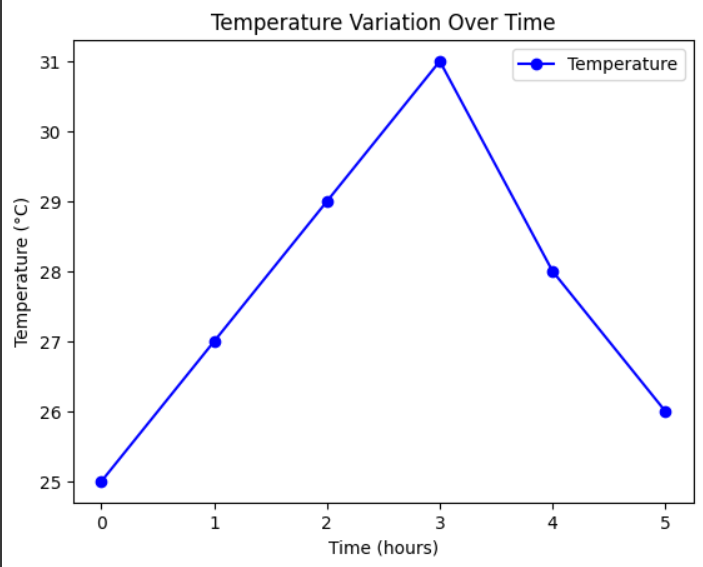 Temperature Variation Over Time
Temperature
31
30
29
28
27
26
25
Temperature (°C)
0 1 2 3 4 5
Time (hours)